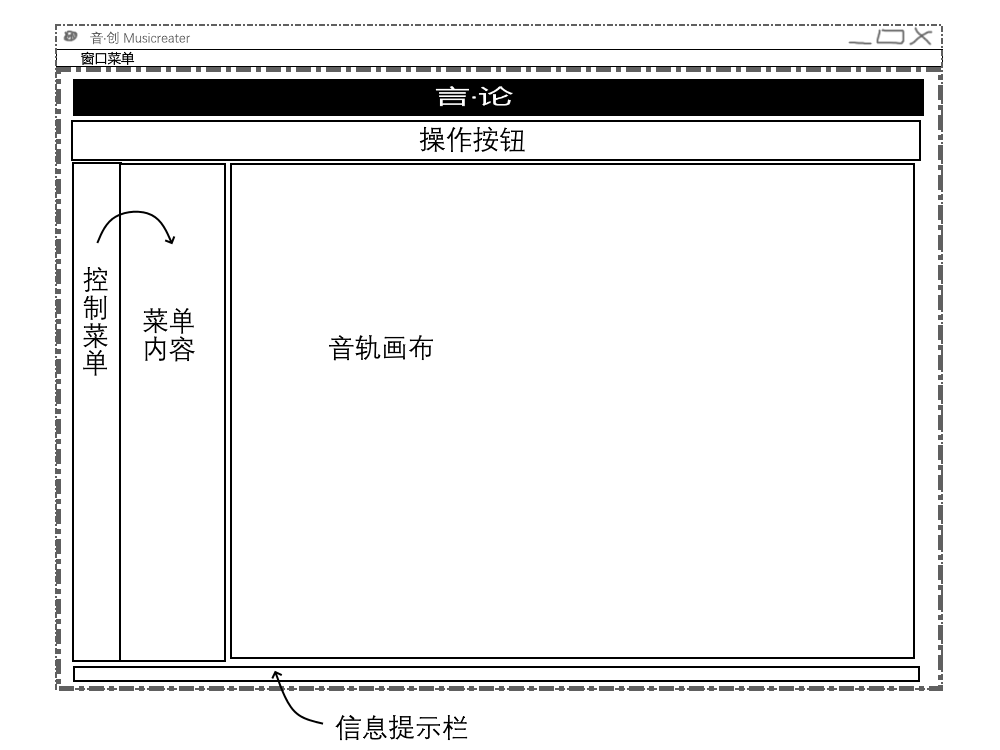 音·创 Musicreater
窗口菜单
言·论
操作按钮
控
制
菜
单
菜单
内容
音轨画布
信息提示栏